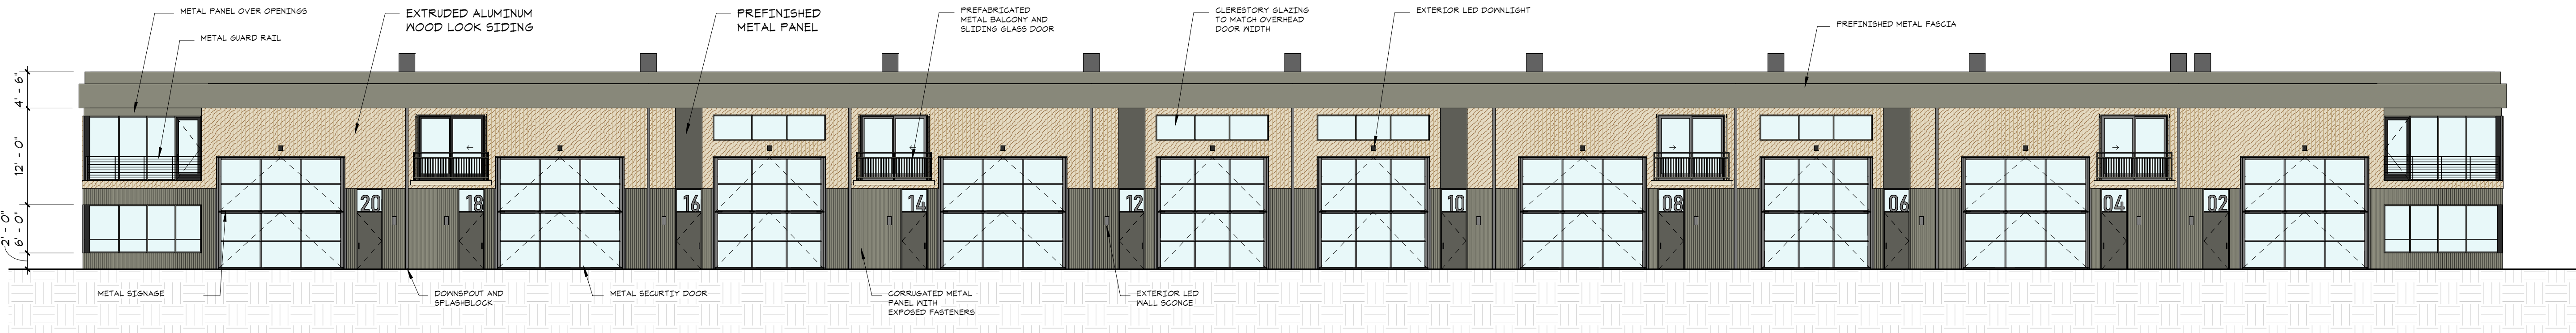 METAL PANEL OVER OPENINGS
METAL GUARD RAIL
EXTRUDED ALUMINUM
WOOD LOOK SIDING
PREFINISHED
METAL PANEL
PREFABRICATED
METAL BALCONY AND
SLIDING GLASS DOOR
CLERESTORY GLAZING
TO MATCH OVERHEAD
DOOR WIDTH
EXTERIOR LED DOWNLIGHT
PREFINISHED METAL FASCIA
4' - 6"
12' - 0"
6' - 0"
2' - 0"
20
18
16
14
12
10
08
06
04
02
METAL SIGNAGE
DOWNSPOUT AND
SPLASHBLOCK
METAL SECURTIY DOOR
CORRUGATED METAL
PANEL WITH
EXPOSED FASTENERS
EXTERIOR LED
WALL SCONCE